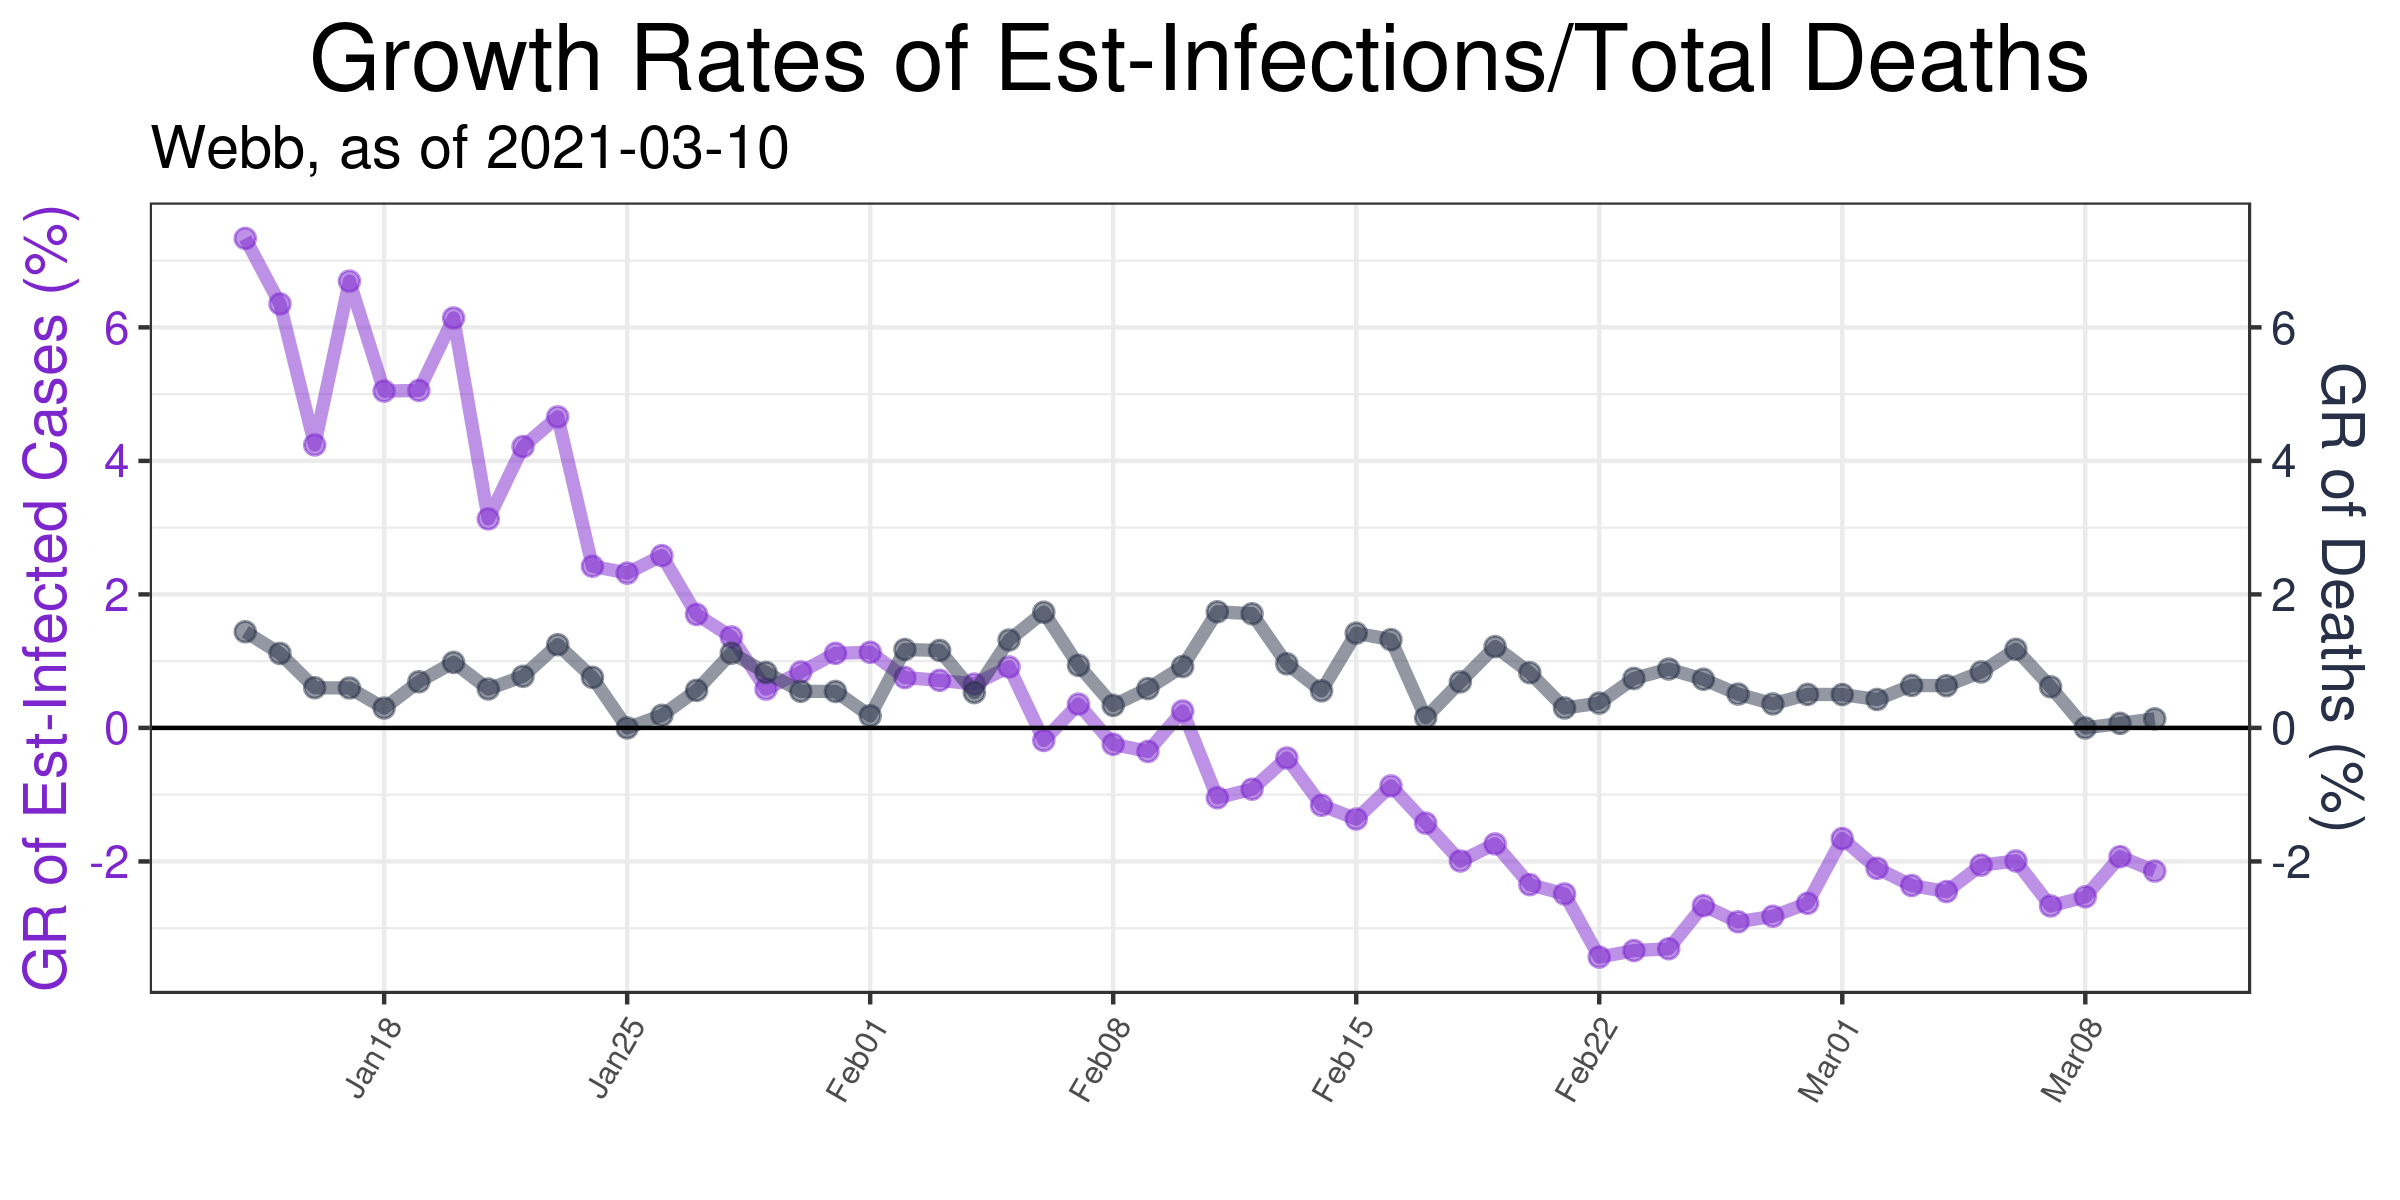 Growth Rates of Est-Infections/Total Deaths
Webb, as of 2021-03-10
GR of Est-Infected Cases (%)
6
4
2
0
-2
6
4
2
0
-2
GR of Deaths (%)
Jan18
Jan25
Feb01
Feb08
Feb15
Feb22
Mar01
Mar08